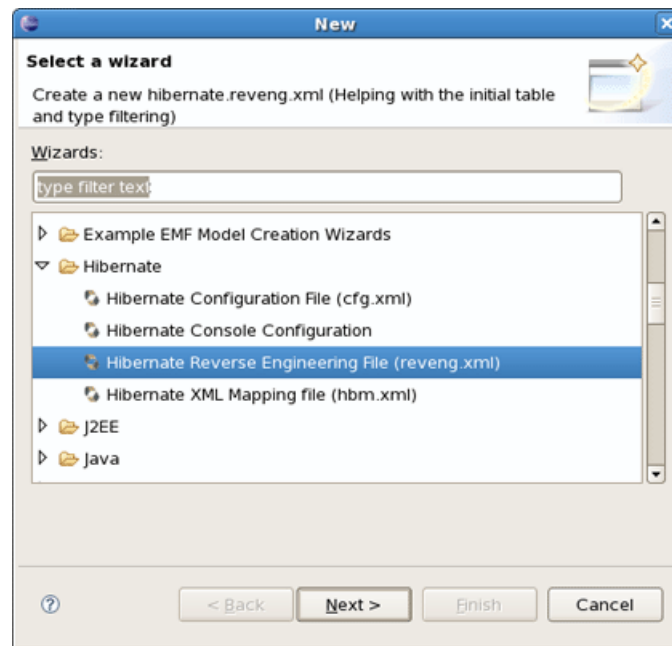 New
Select a wizard
Create a new hibernate.reveng.xml (Helping with the initial table
and type filtering)
Wizards:
type filter text
Example EMF Model Creation Wizards
Hibernate
Hibernate Configuration File (cfg.xml)
Hibernate Console Configuration
Hibernate Reverse Engineering File (reveng.xml)
Hibernate XML Mapping file (hbm.xml)
J2EE
Java
? < Back Next > Finish Cancel